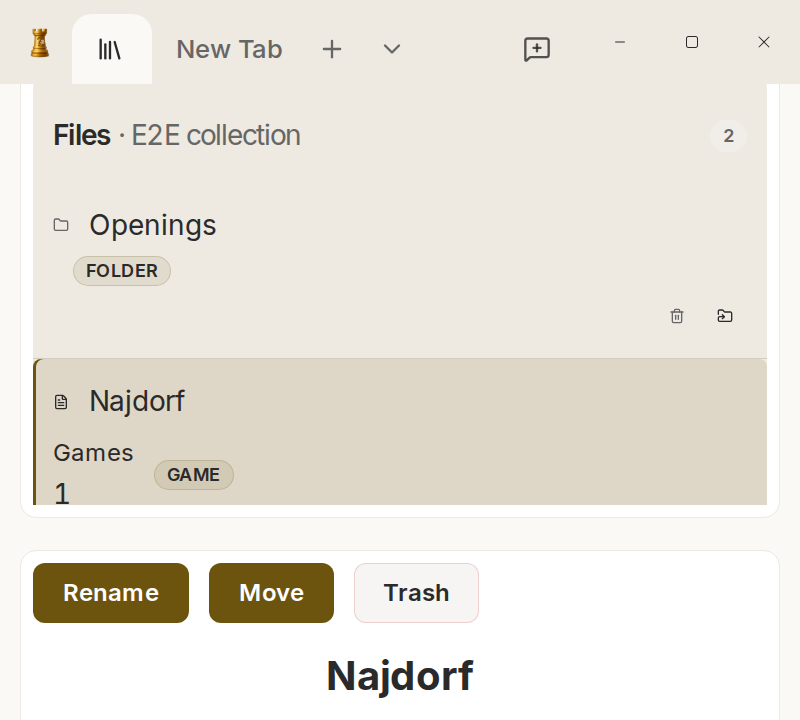 New Tab
Files · E2E collection
2
Openings
FOLDER
Najdorf
Games
1
GAME
Rename
Move
Trash
Najdorf